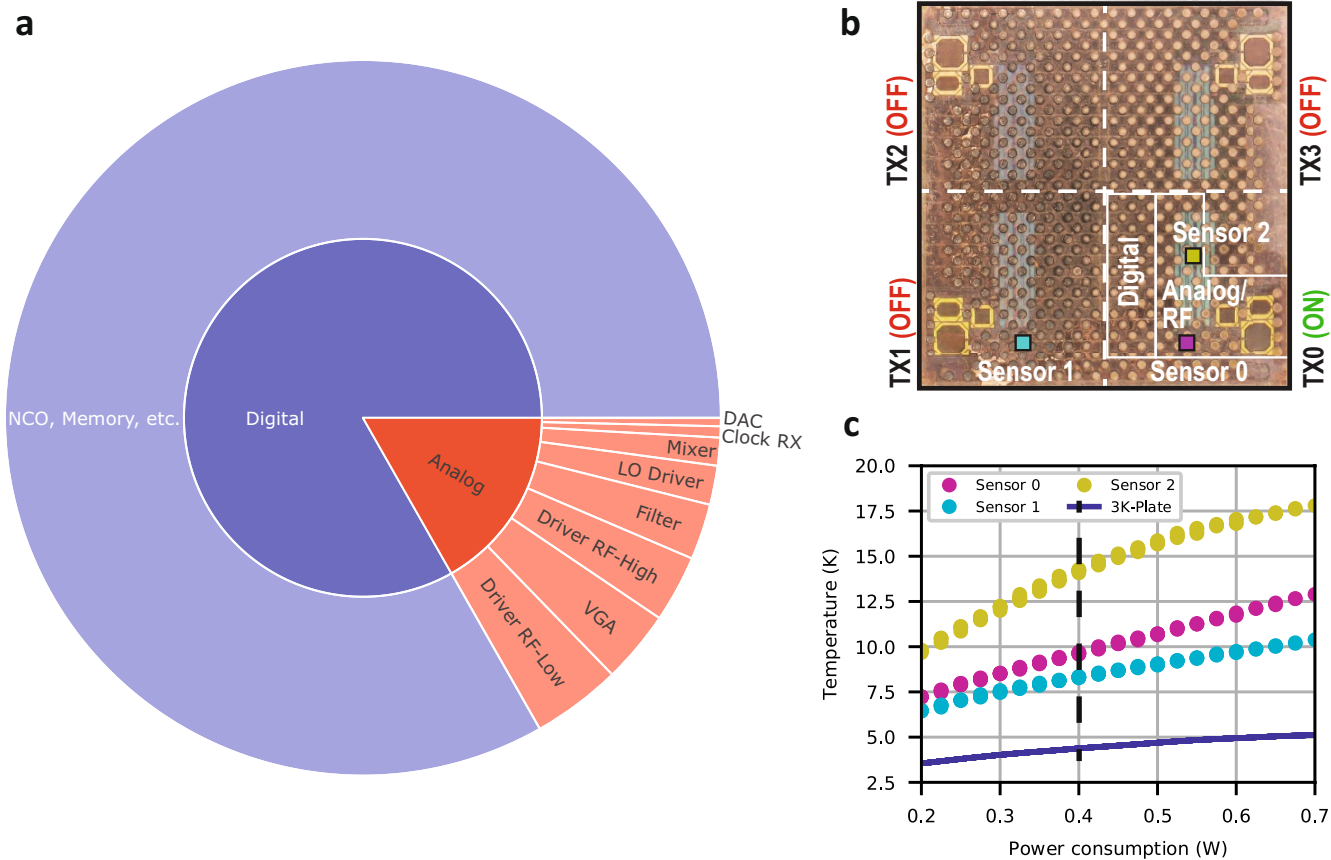 a
NCO, Memory, etc.
Digital
Analog
DAC
Clock RX
Mixer
LO Driver
Filter
Driver RF-High
VGA
Driver RF-Low
b
TX2 (OFF)
TX3 (OFF)
TX1 (OFF)
TX0 (ON)
Sensor 2
Digital
Analog/
RF
Sensor 1
Sensor 0
c
20.0
17.5
15.0
12.5
10.0
7.5
5.0
2.5
Temperature (K)
Sensor 0
Sensor 1
Sensor 2
3K-Plate
0.2
0.3
0.4
0.5
0.6
0.7
Power consumption (W)